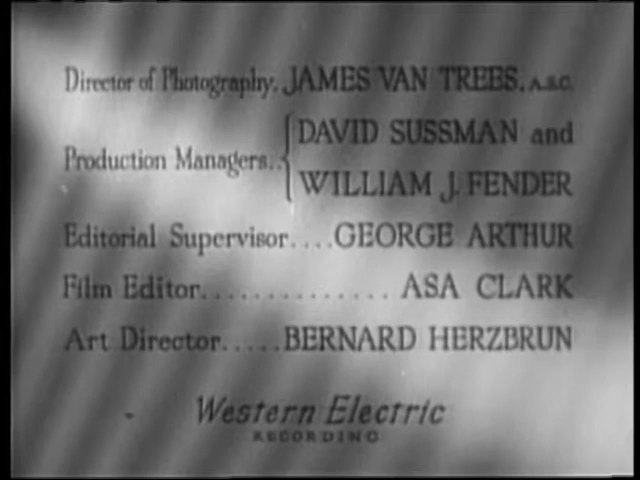 Director of Photography. JAMES VAN TREES, A.S.C.
Production Managers.. DAVID SUSSMAN and
WILLIAM J. FENDER
Editorial Supervisor.... GEORGE ARTHUR
Film Editor............... ASA CLARK
Art Director..... BERNARD HERZBRUN
Western Electric
RECORDING